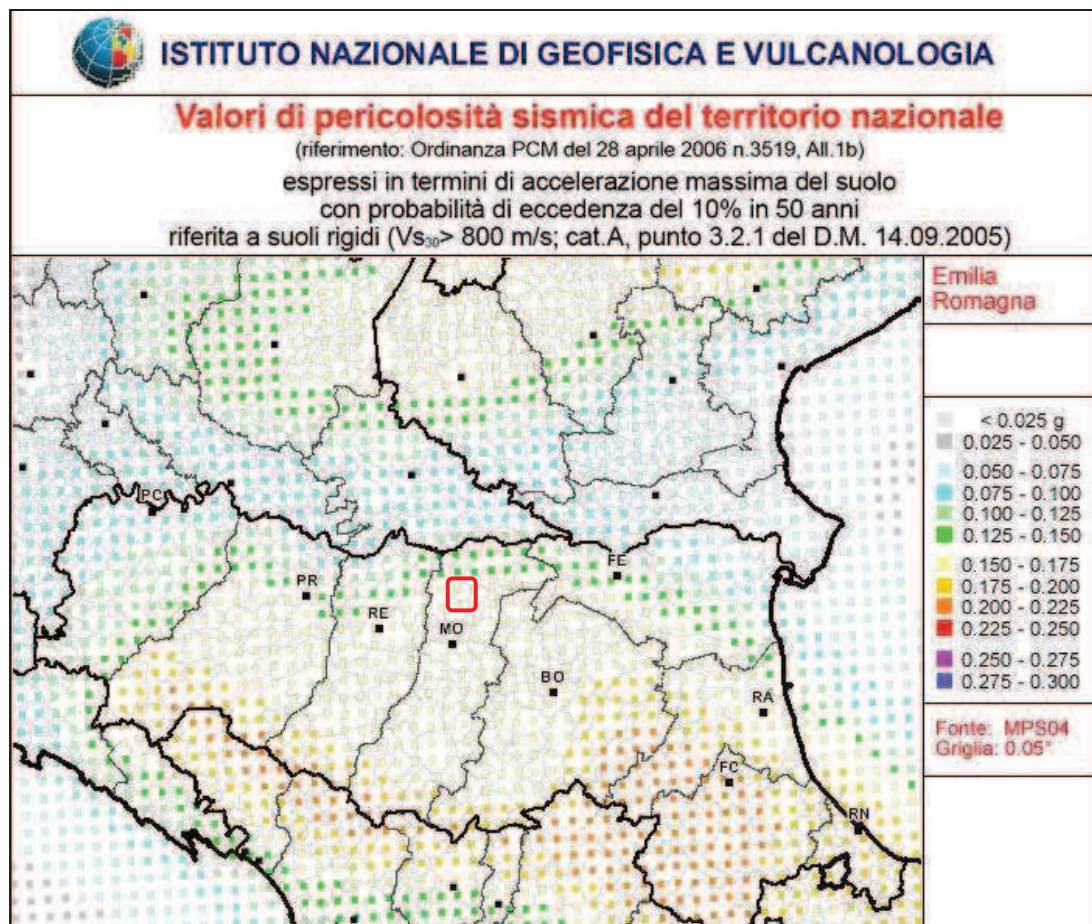 ISTITUTO NAZIONALE DI GEOFISICA E VULCANOLOGIA
Valori di pericolosità sismica del territorio nazionale
(riferimento: Ordinanza PCM del 28 aprile 2006 n.3519, All.1b)
espressi in termini di accelerazione massima del suolo
con probabilità di eccedenza del 10% in 50 anni
riferita a suoli rigidi (Vs30> 800 m/s; cat.A, punto 3.2.1 del D.M. 14.09.2005)
Emilia
Romagna
< 0.025 g
0.025 - 0.050
0.050 - 0.075
0.075 - 0.100
0.100 - 0.125
0.125 - 0.150
0.150 - 0.175
0.175 - 0.200
0.200 - 0.225
0.225 - 0.250
0.250 - 0.275
0.275 - 0.300
Fonte: MPS04
Griglia: 0.05°
PC
PR
RE
MO
FE
BO
RA
FC
RN